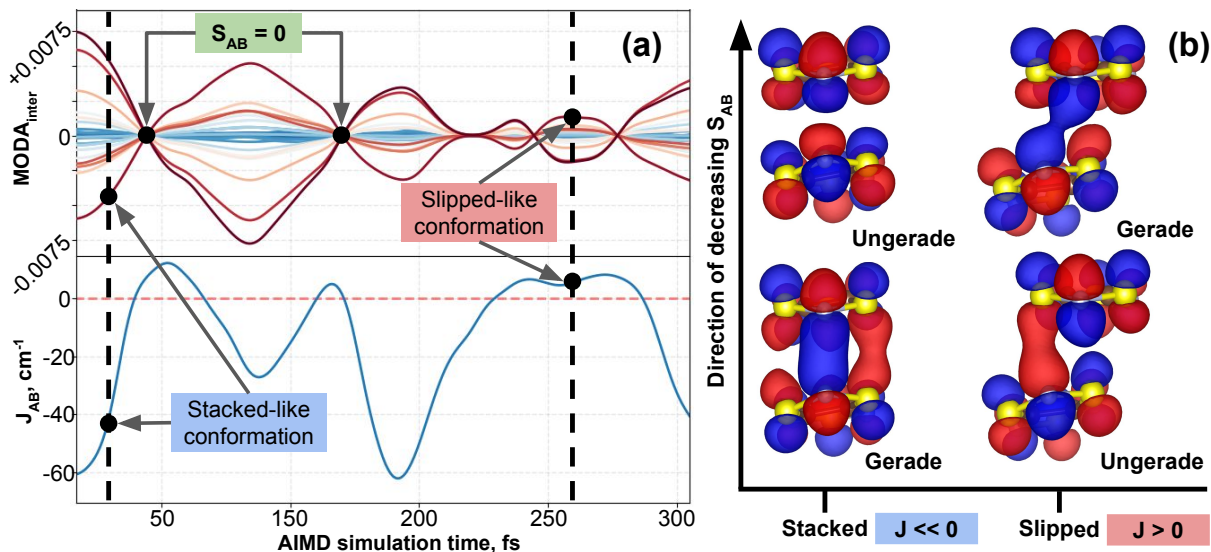 (a)
S_AB = 0
MODA_inter
+0.0075
0
-0.0075
Slipped-like
conformation
J_AB, cm⁻¹
0
-20
-40
-60
Stacked-like
conformation
50
100
150
200
250
300
AIMD simulation time, fs
(b)
Direction of decreasing S_AB
Ungerade
Gerade
Gerade
Ungerade
Stacked J << 0
Slipped J > 0